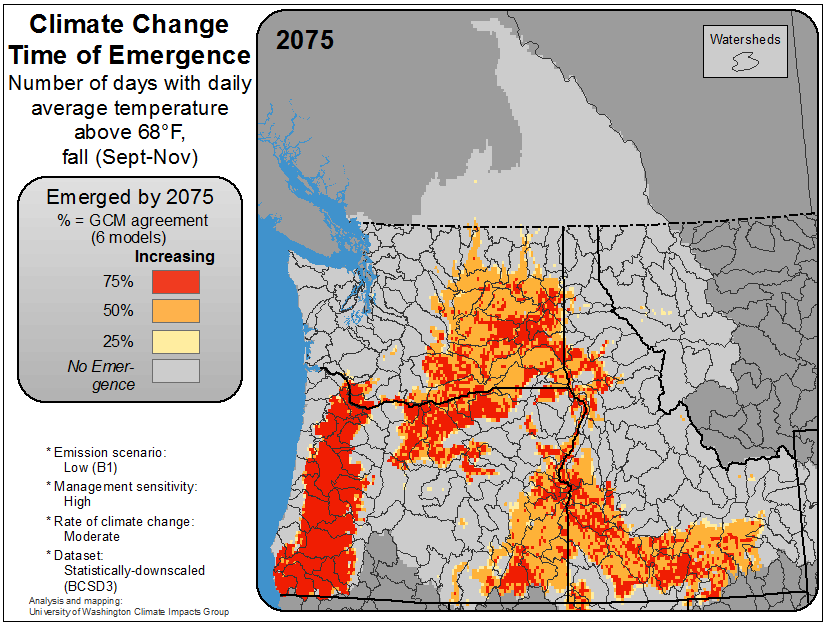 Climate Change
Time of Emergence
Number of days with daily
average temperature
above 68°F,
fall (Sept-Nov)
2075
Watersheds
Emerged by 2075
% = GCM agreement
(6 models)
Increasing
75%
50%
25%
No Emer-
gence
* Emission scenario:
Low (B1)
* Management sensitivity:
High
* Rate of climate change:
Moderate
* Dataset:
Statistically-downscaled
(BCSD3)
Analysis and mapping:
University of Washington Climate Impacts Group